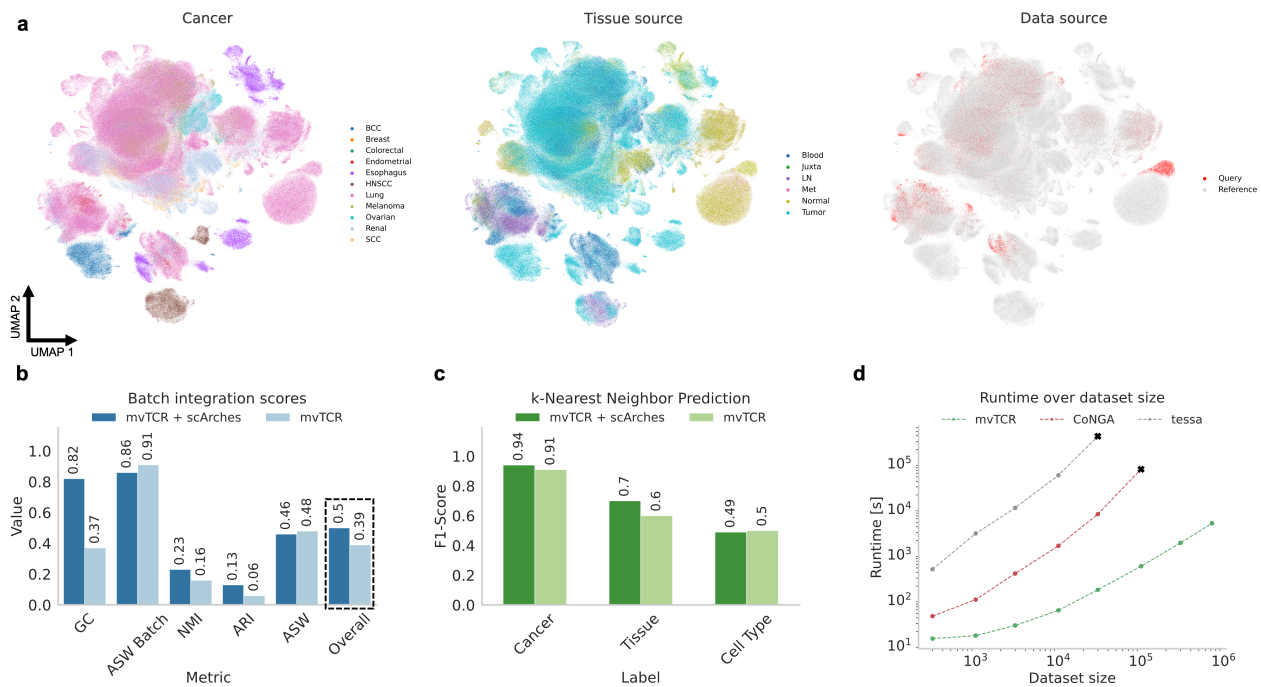 a
Cancer
Tissue source
Data source
BCC
Breast
Colorectal
Endometrial
Esophagus
HNSCC
Lung
Melanoma
Ovarian
Renal
SCC
Blood
Juxta
LN
Met
Normal
Tumor
Query
Reference
UMAP 2
UMAP 1
b
Batch integration scores
mvTCR + scArches mvTCR
Value
1.0
0.8
0.6
0.4
0.2
0.0
0.82
0.37
0.86
0.91
0.23
0.16
0.13
0.06
0.46
0.48
0.5
0.39
GC
ASW Batch
NMI
ARI
ASW
Overall
Metric
c
k-Nearest Neighbor Prediction
mvTCR + scArches mvTCR
F1-Score
1.0
0.8
0.6
0.4
0.2
0.0
0.94
0.91
0.7
0.6
0.49
0.5
Cancer
Tissue
Cell Type
Label
d
Runtime over dataset size
mvTCR CoNGA tessa
Runtime [s]
10⁵
10⁴
10³
10²
10¹
10³ 10⁴ 10⁵ 10⁶
Dataset size